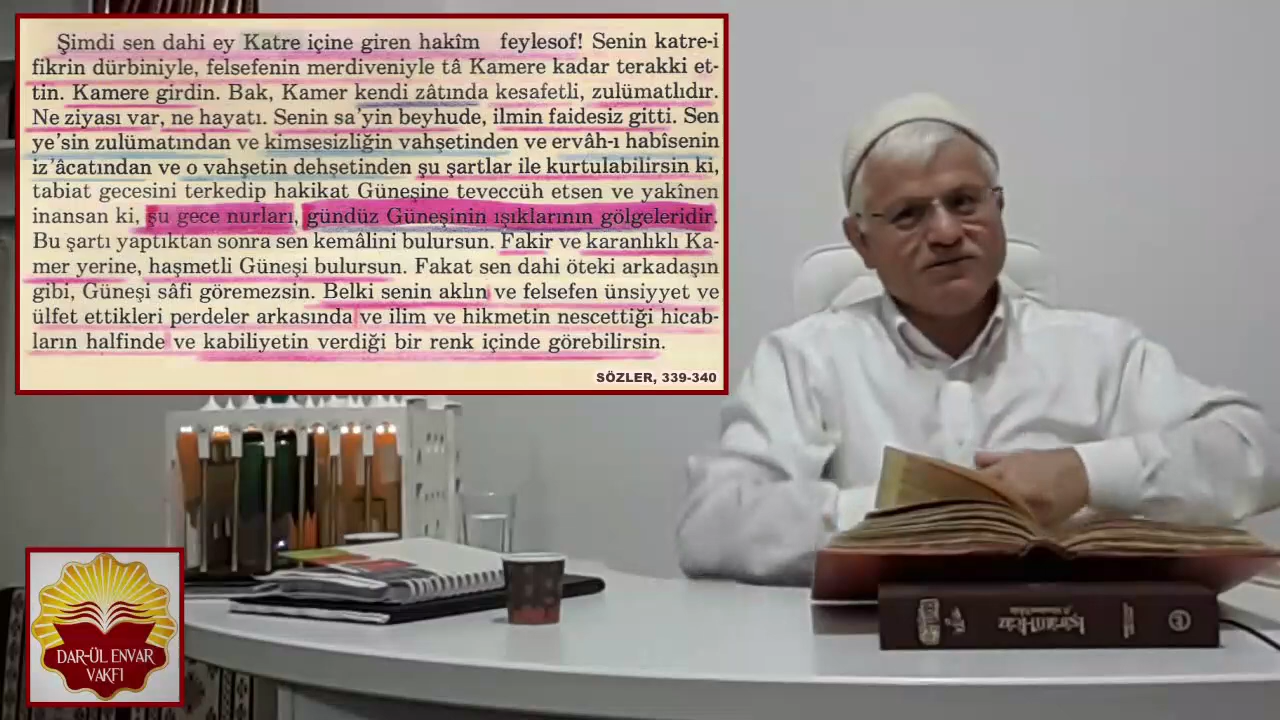 Şimdi sen dahi ey Katre içine giren hakîm feylesof! Senin katre-i
fikrin dürbiniyle, felsefenin merdiveniyle tâ Kamere kadar terakki et-
tin. Kamere girdin. Bak, Kamer kendi zâtında kesafetli, zulümatlıdır.
Ne ziyası var, ne hayatı. Senin sa'yin beyhude, ilmin faidesiz gitti. Sen
ye'sin zulümatından ve kimsesizliğin vahşetinden ve ervâh-ı habîsenin
iz'âcatından ve o vahşetin dehşetinden şu şartlar ile kurtulabilirsin ki,
tabiat gecesini terkedip hakikat Güneşine teveccüh etsen ve yakînen
inansan ki, şu gece nurları, gündüz Güneşinin ışıklarının gölgeleridir.
Bu şartı yaptıktan sonra sen kemâlini bulursun. Fakir ve karanlıklı Ka-
mer yerine, haşmetli Güneşi bulursun. Fakat sen dahi öteki arkadaşın
gibi, Güneşi sâfi göremezsin. Belki senin aklın ve felsefen ünsiyyet ve
ülfet ettikleri perdeler arkasında ve ilim ve hikmetin nescettiği hicab-
ların halfinde ve kabiliyetin verdiği bir renk içinde görebilirsin.
SÖZLER, 339-340
DAR-ÜL ENVAR
VAKFI
İşârâtü'l-İ'câz